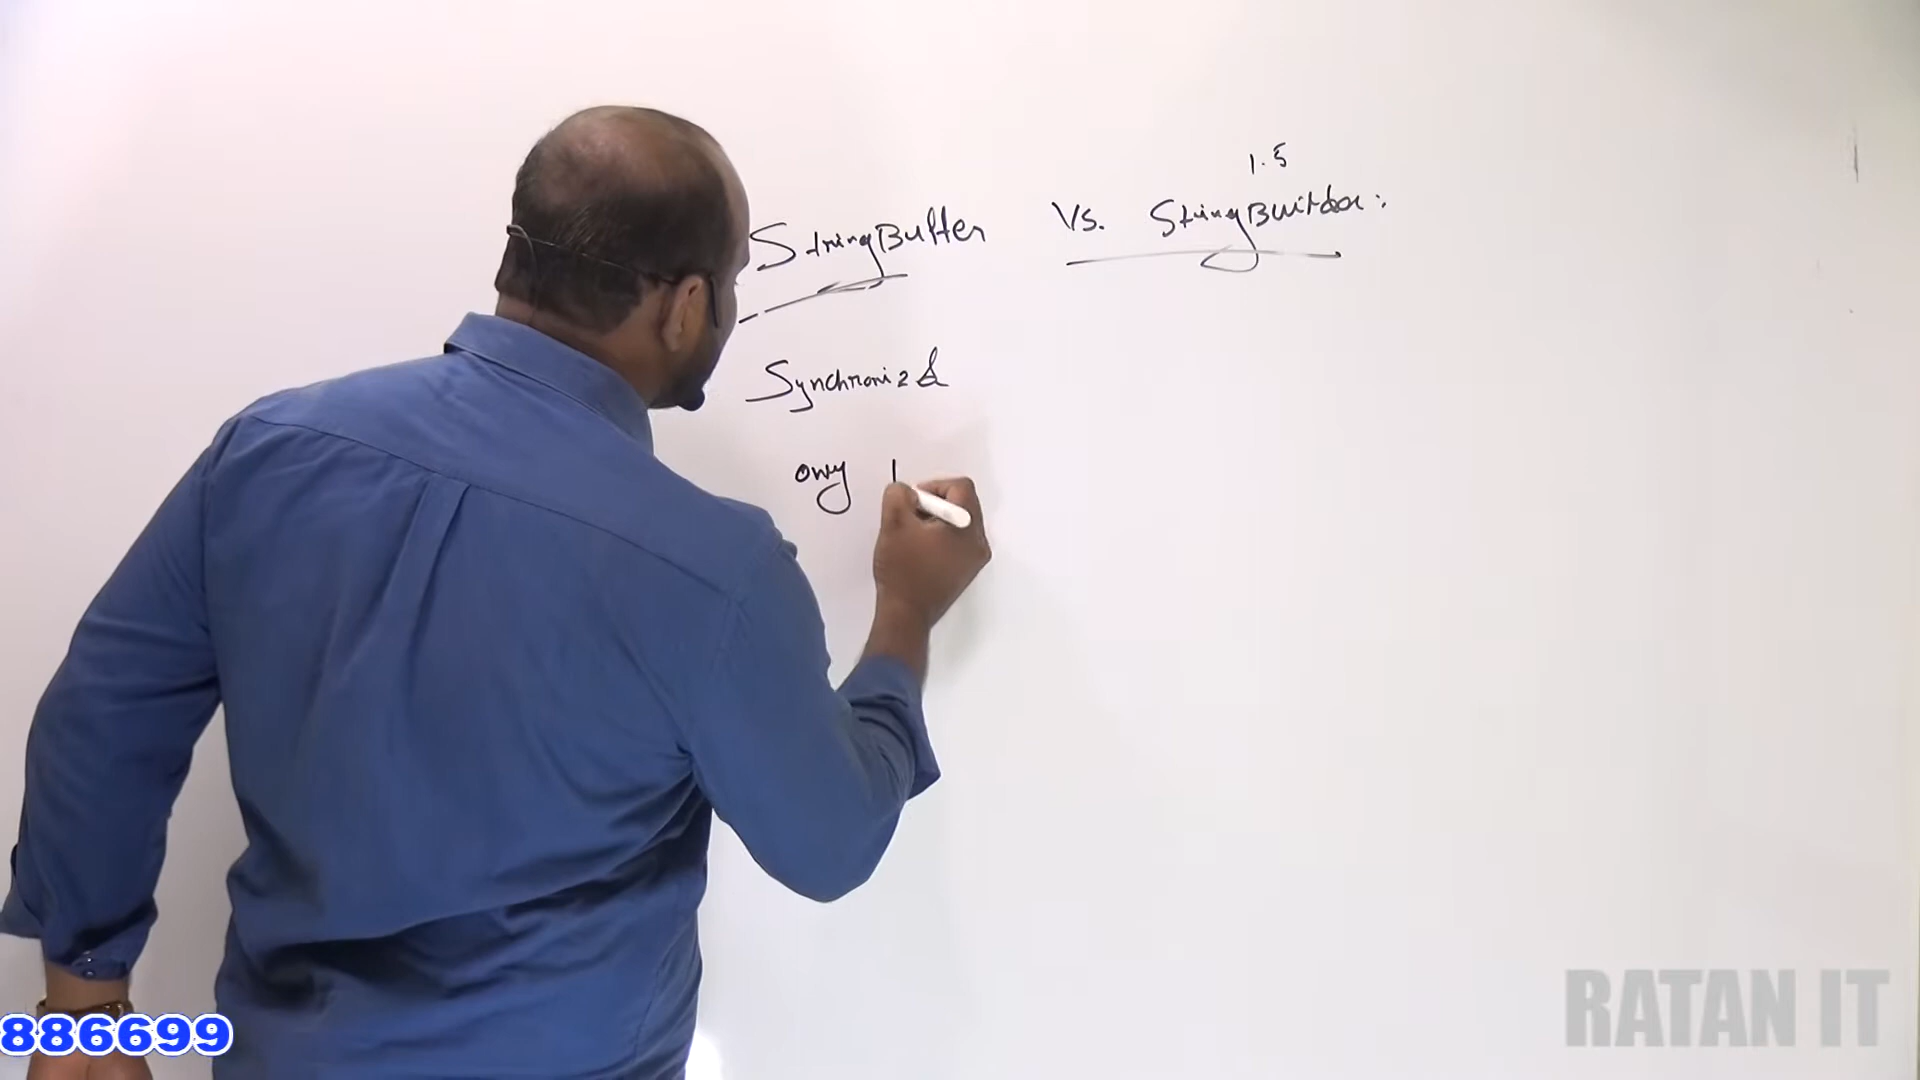 1.5
StringBuffer Vs. StringBuilder:
Synchronized
only 1
886699
RATAN IT